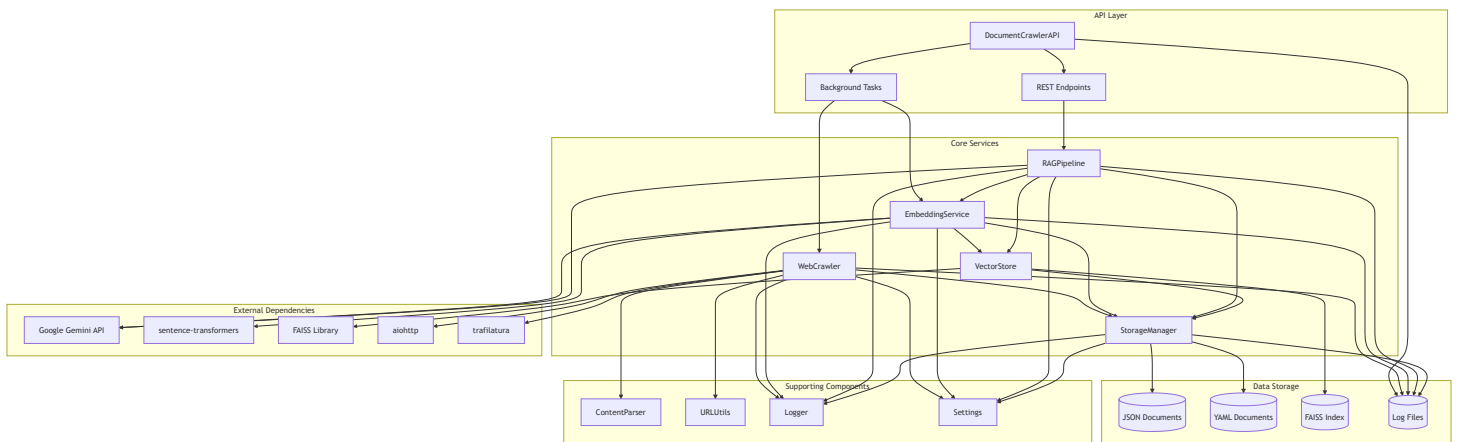 API Layer
DocumentCrawlerAPI
Background Tasks
REST Endpoints
Core Services
RAGPipeline
EmbeddingService
WebCrawler
VectorStore
StorageManager
External Dependencies
Google Gemini API
sentence-transformers
FAISS Library
aiohttp
trafilatura
Supporting Components
ContentParser
URLUtils
Logger
Settings
Data Storage
JSON Documents
YAML Documents
FAISS Index
Log Files